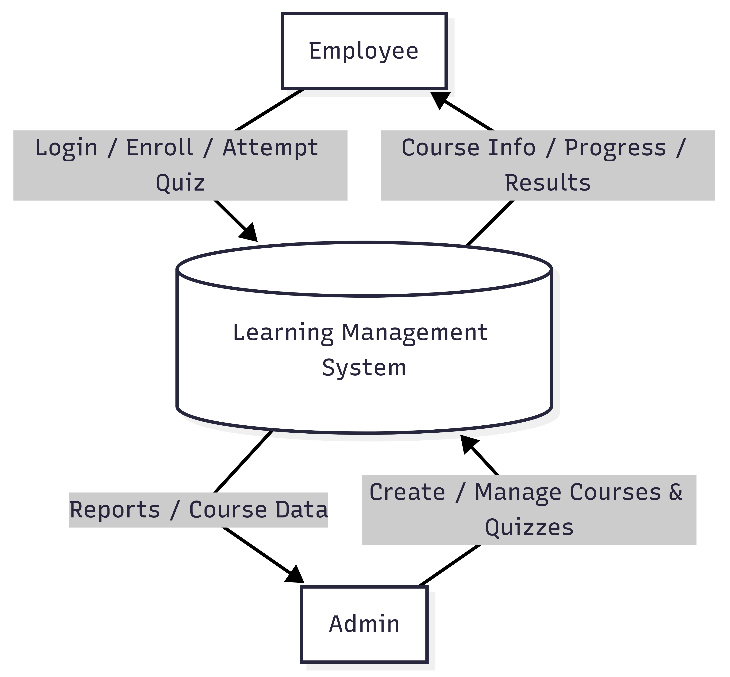 Employee
Login / Enroll / Attempt
Quiz
Course Info / Progress /
Results
Learning Management
System
Reports / Course Data
Create / Manage Courses &
Quizzes
Admin